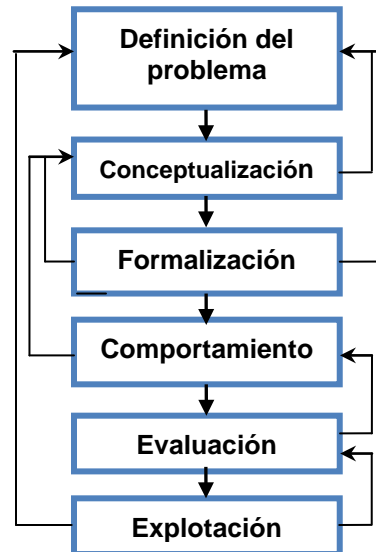 Definición del
problema
Conceptualización
Formalización
Comportamiento
Evaluación
Explotación